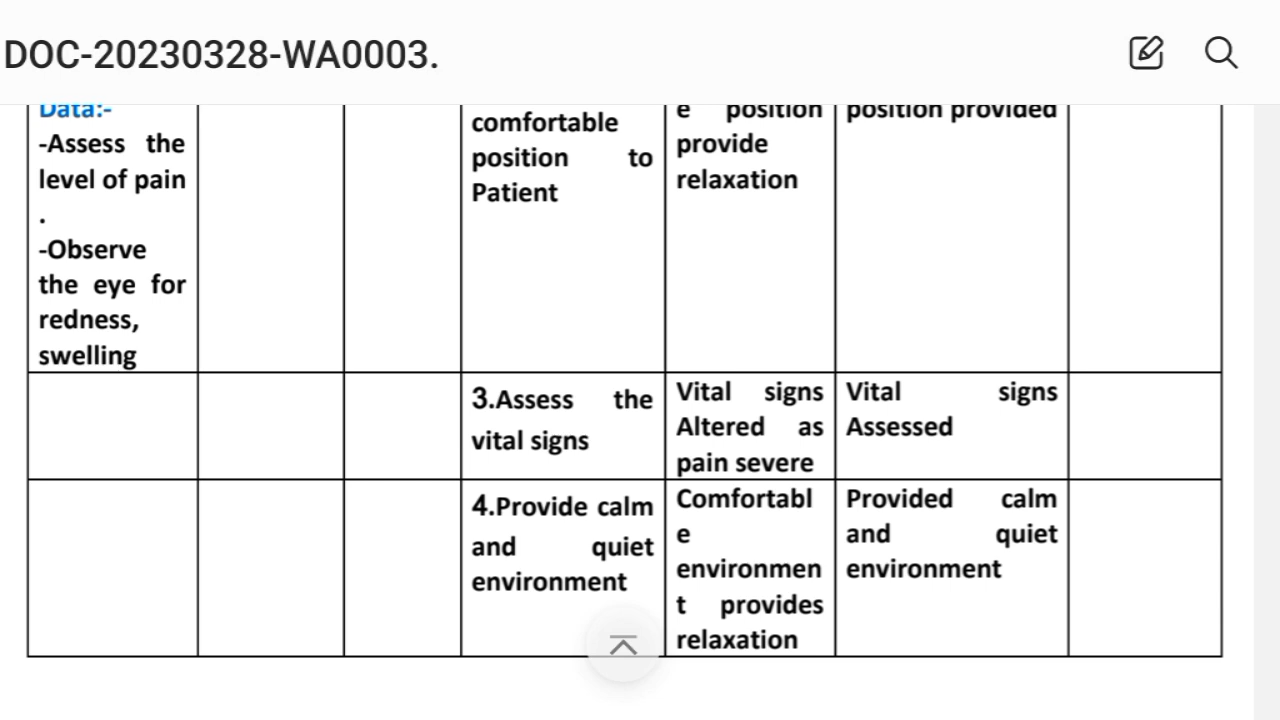 DOC-20230328-WA0003.
Data:-
-Assess the
level of pain
.
-Observe
the eye for
redness,
swelling
comfortable
position to
Patient
e position
provide
relaxation
position provided
3.Assess the
vital signs
Vital signs
Altered as
pain severe
Vital signs
Assessed
4.Provide calm
and quiet
environment
Comfortabl
e
environmen
t provides
relaxation
Provided calm
and quiet
environment